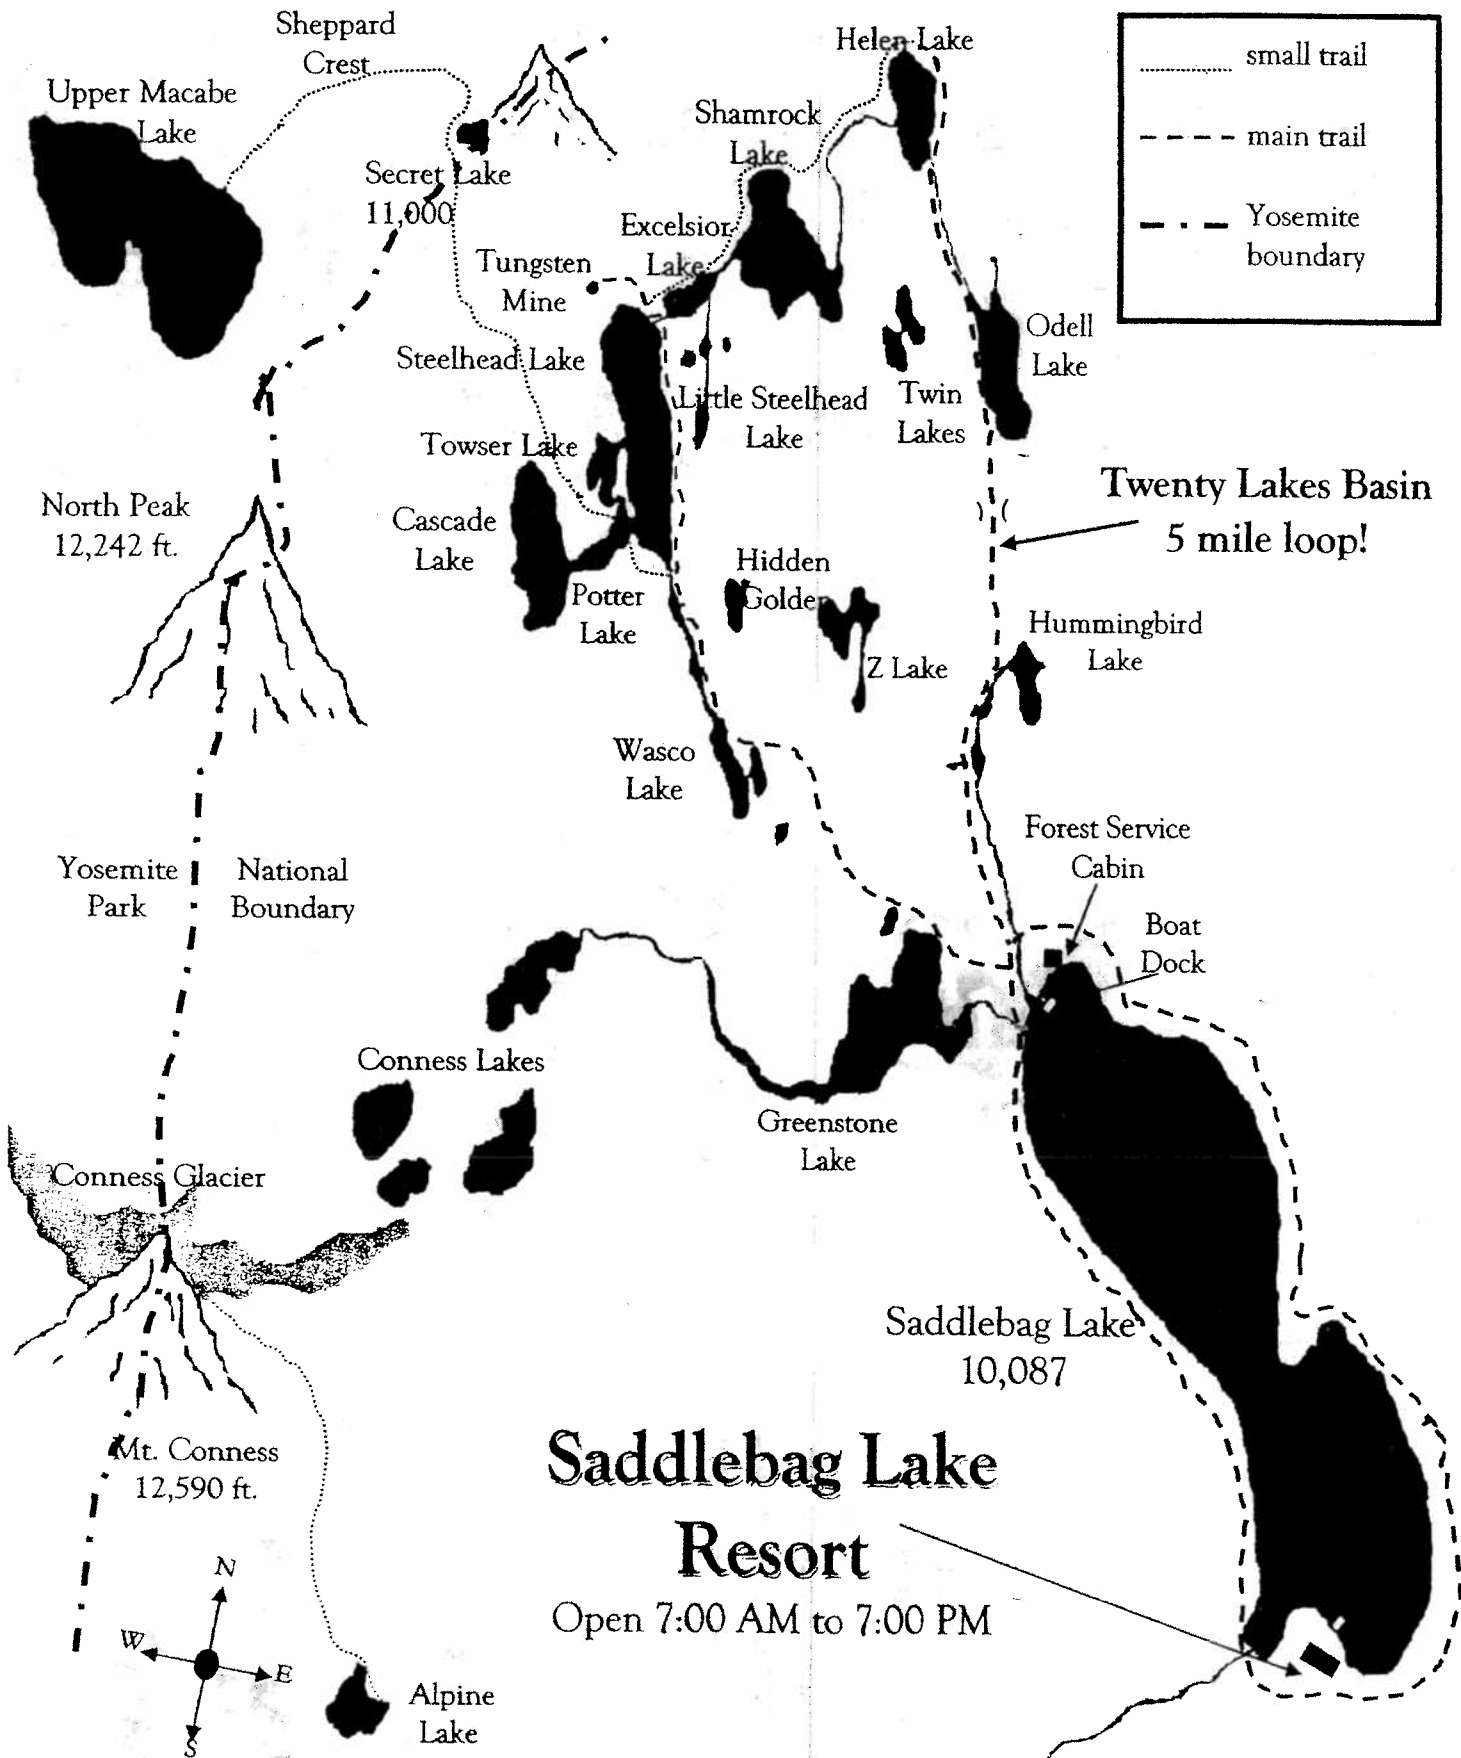 Sheppard
Crest
Helen Lake
small trail
main trail
Yosemite
boundary
Upper Macabe
Lake
Shamrock
Lake
Secret Lake
11,000
Excelsior
Lake
Tungsten
Mine
Steelhead Lake
Odell
Lake
Little Steelhead
Lake
Twin
Lakes
Towser Lake
Twenty Lakes Basin
5 mile loop!
North Peak
12,242 ft.
Cascade
Lake
Hidden
Golden
Potter
Lake
Hummingbird
Lake
Z Lake
Wasco
Lake
Forest Service
Cabin
Yosemite National
Park Boundary
Boat
Dock
Conness Lakes
Greenstone
Lake
Conness Glacier
Saddlebag Lake
10,087
Mt. Conness
12,590 ft.
Saddlebag Lake
Resort
Open 7:00 AM to 7:00 PM
N
W
E
S
Alpine
Lake